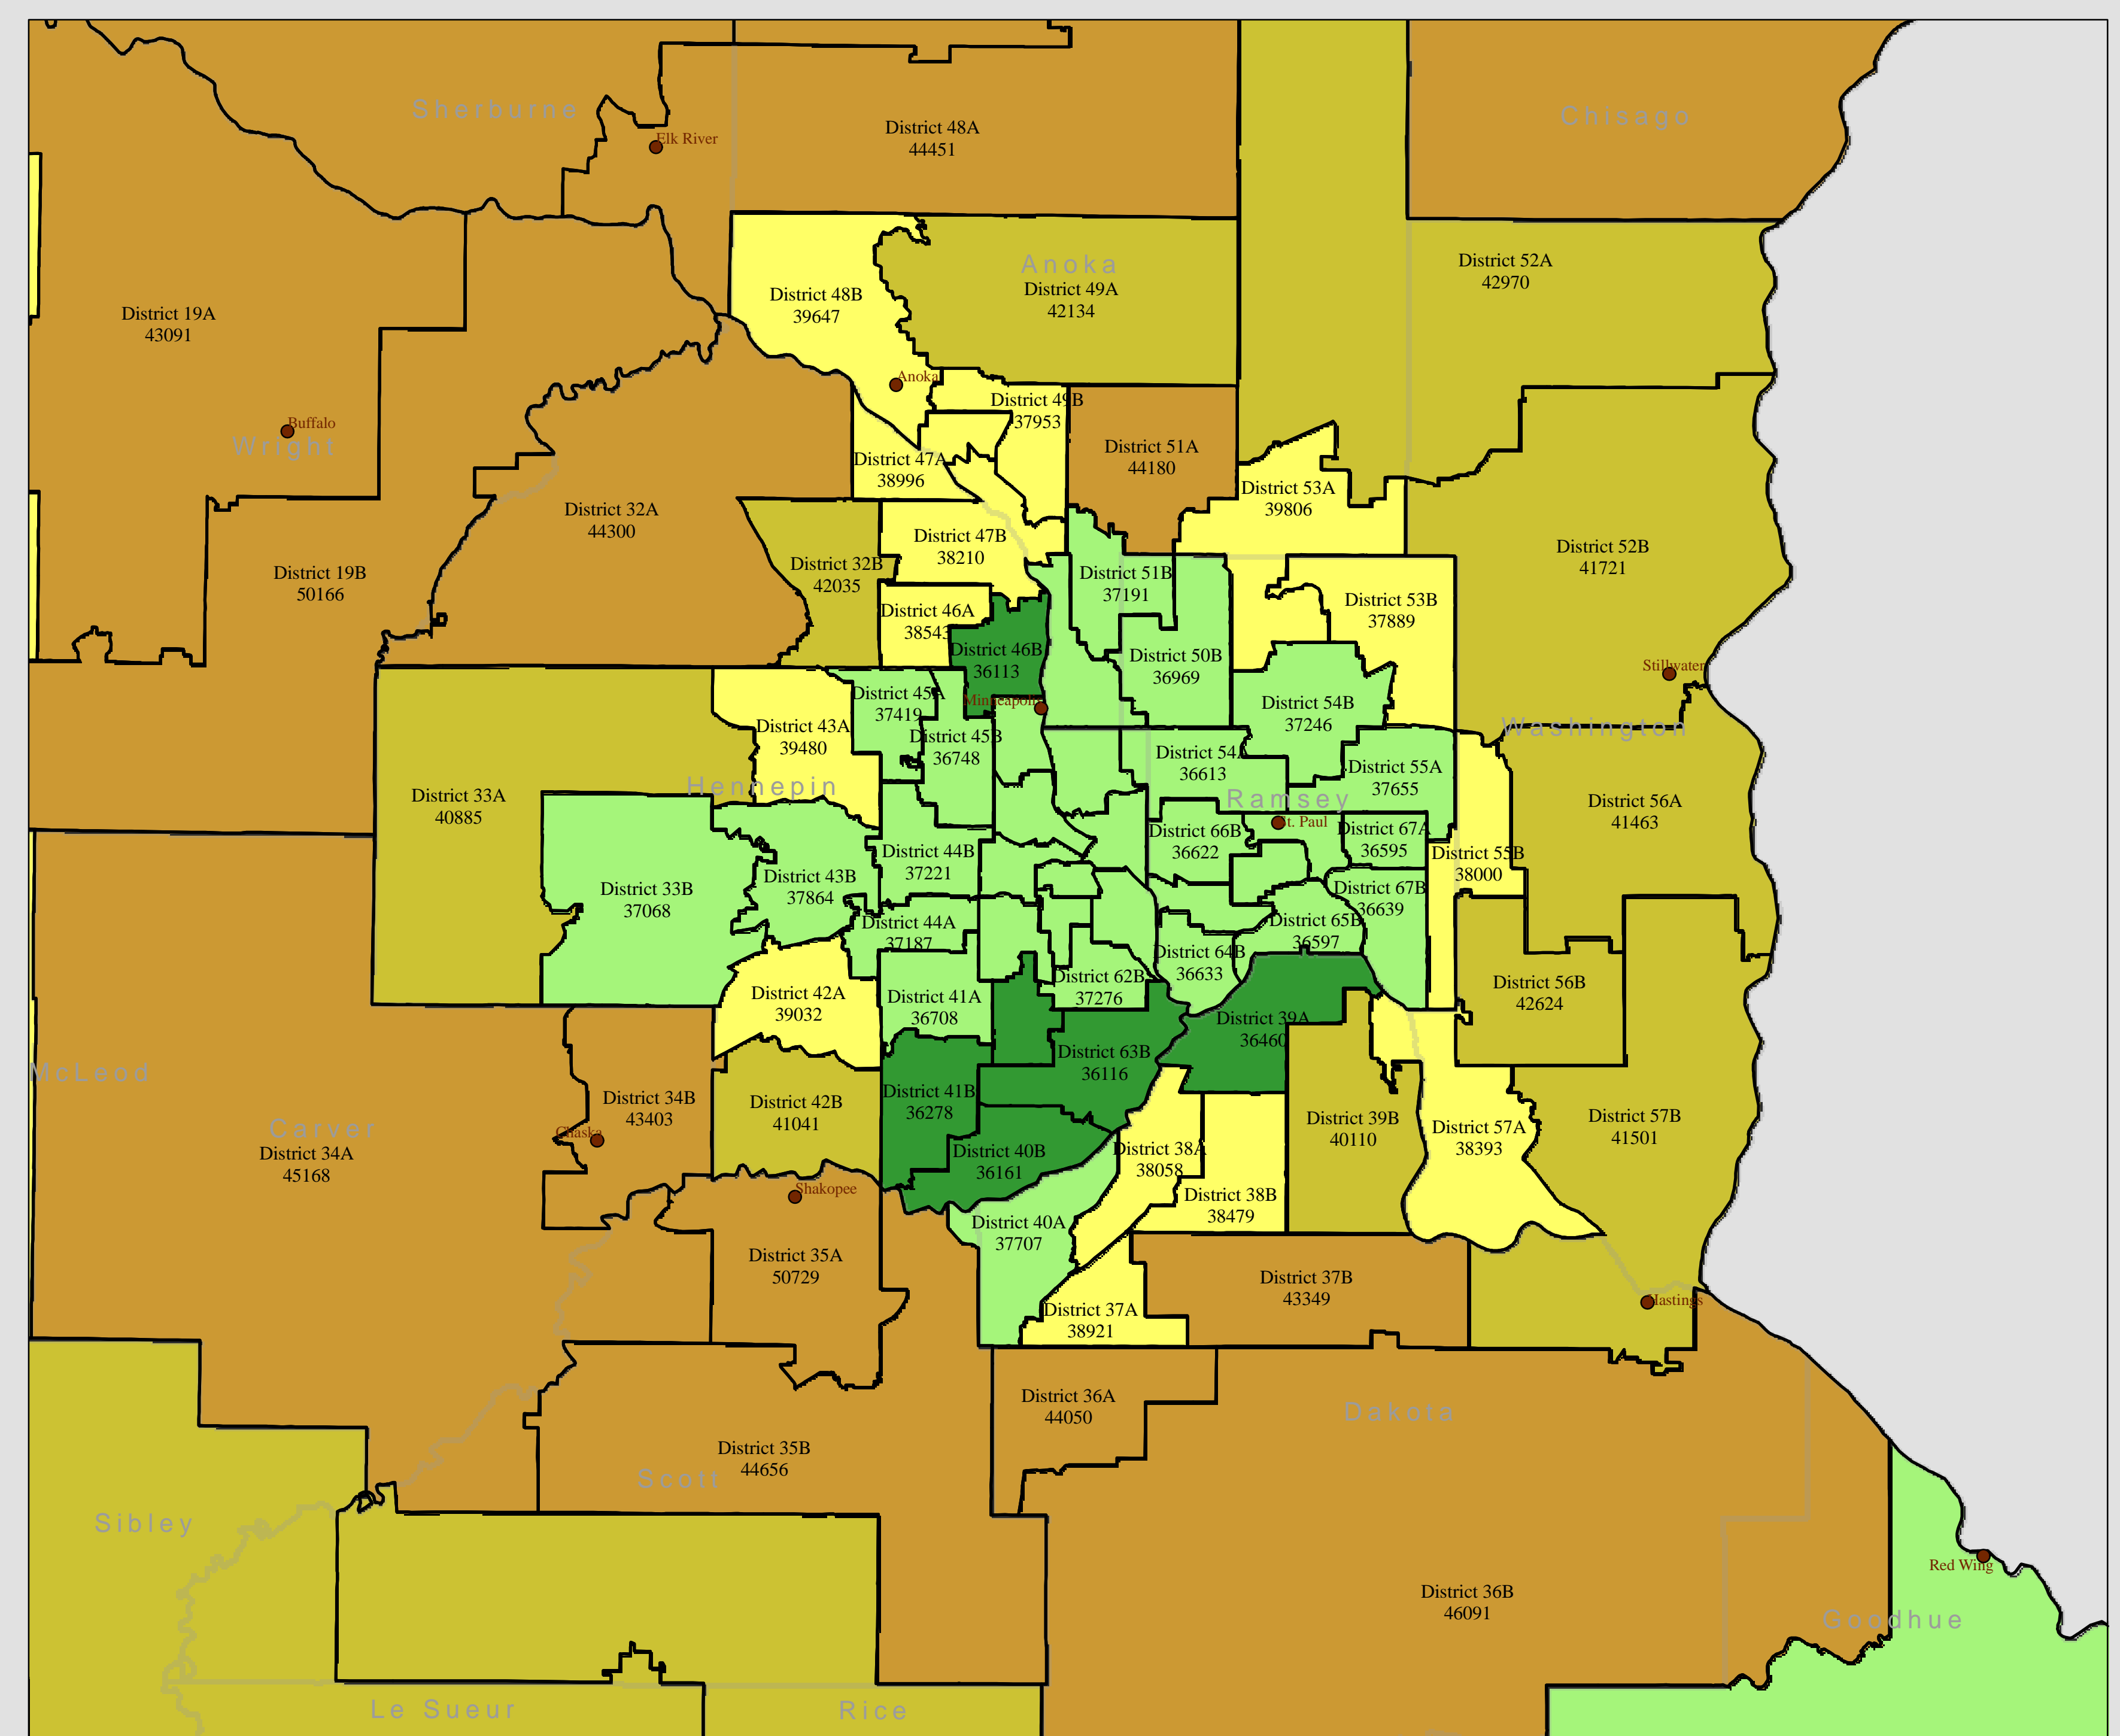 Sherburne
Chisago
District 48A
44451
Elk River
District 52A
42970
Anoka
District 49A
42134
District 48B
39647
District 19A
43091
Anoka
District 49B
37953
Buffalo
Wright
District 51A
44180
District 47A
38996
District 53A
39806
District 32A
44300
District 47B
38210
District 52B
41721
District 32B
42035
District 19B
50166
District 51B
37191
District 53B
37889
District 46A
38543
District 46B
36113
District 50B
36969
Stillwater
District 45A
37419
Minneapolis
District 54B
37246
Washington
District 43A
39480
District 45B
36748
District 54A
36613
District 55A
37655
Hennepin
Ramsey
District 33A
40885
District 56A
41463
St. Paul
District 66B
36622
District 67A
36595
District 44B
37221
District 55B
38000
District 33B
37068
District 43B
37864
District 67B
36639
District 44A
37187
District 65B
36597
District 64B
36633
District 62B
37276
District 56B
42624
District 42A
39032
District 41A
36708
District 39A
36460
District 63B
36116
McLeod
District 34B
43403
District 41B
36278
District 42B
41041
District 39B
40110
District 57A
38393
District 57B
41501
Carver
District 34A
45168
Chaska
District 40B
36161
District 38A
38058
Shakopee
District 38B
38479
District 40A
37707
District 35A
50729
District 37B
43349
Hastings
District 37A
38921
District 36A
44050
Dakota
District 35B
44656
Scott
Sibley
Red Wing
District 36B
46091
Goodhue
Le Sueur
Rice